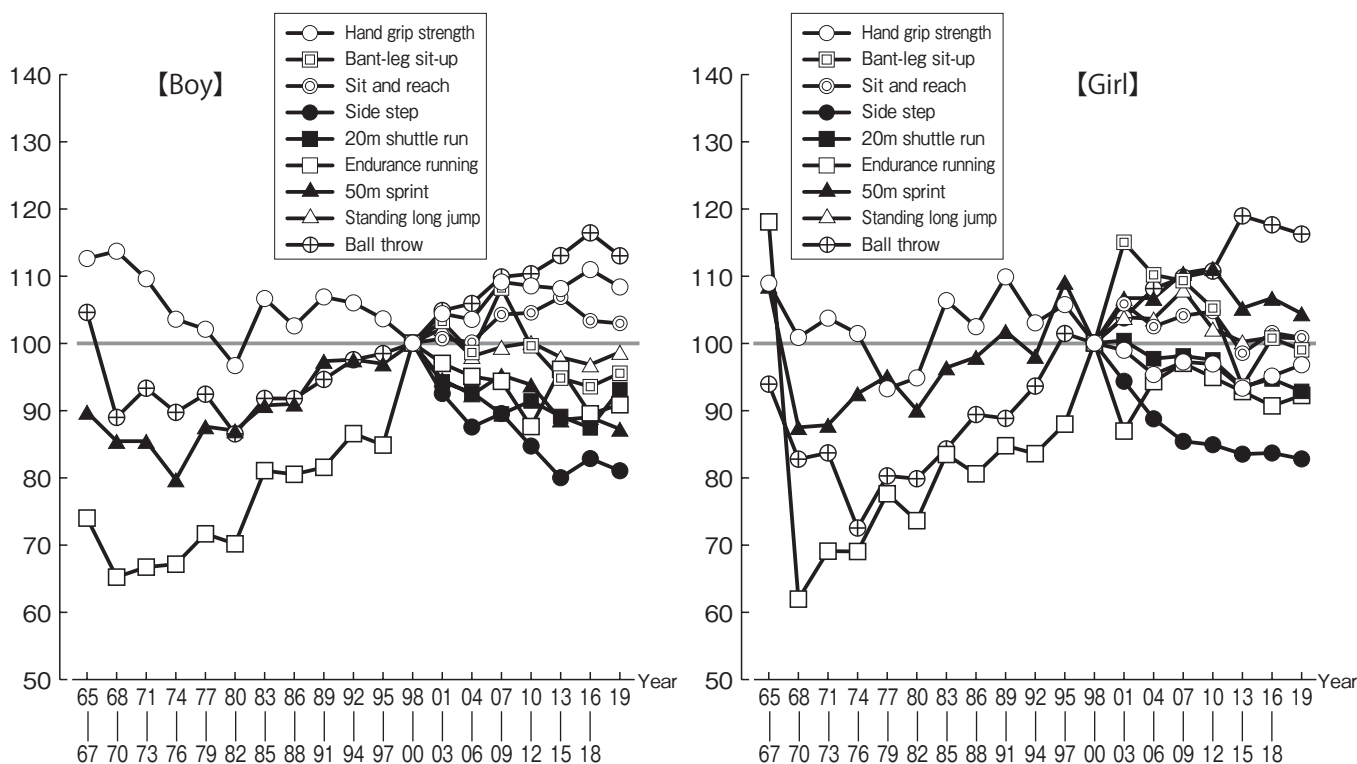 Hand grip strength
Bant-leg sit-up
Sit and reach
Side step
20m shuttle run
Endurance running
50m sprint
Standing long jump
Ball throw
【Boy】
140
130
120
110
100
90
80
70
60
50
65 68 71 74 77 80 83 86 89 92 95 98 01 04 07 10 13 16 19 Year
67 70 73 76 79 82 85 88 91 94 97 00 03 06 09 12 15 18
Hand grip strength
Bant-leg sit-up
Sit and reach
Side step
20m shuttle run
Endurance running
50m sprint
Standing long jump
Ball throw
【Girl】
140
130
120
110
100
90
80
70
60
50
65 68 71 74 77 80 83 86 89 92 95 98 01 04 07 10 13 16 19 Year
67 70 73 76 79 82 85 88 91 94 97 00 03 06 09 12 15 18